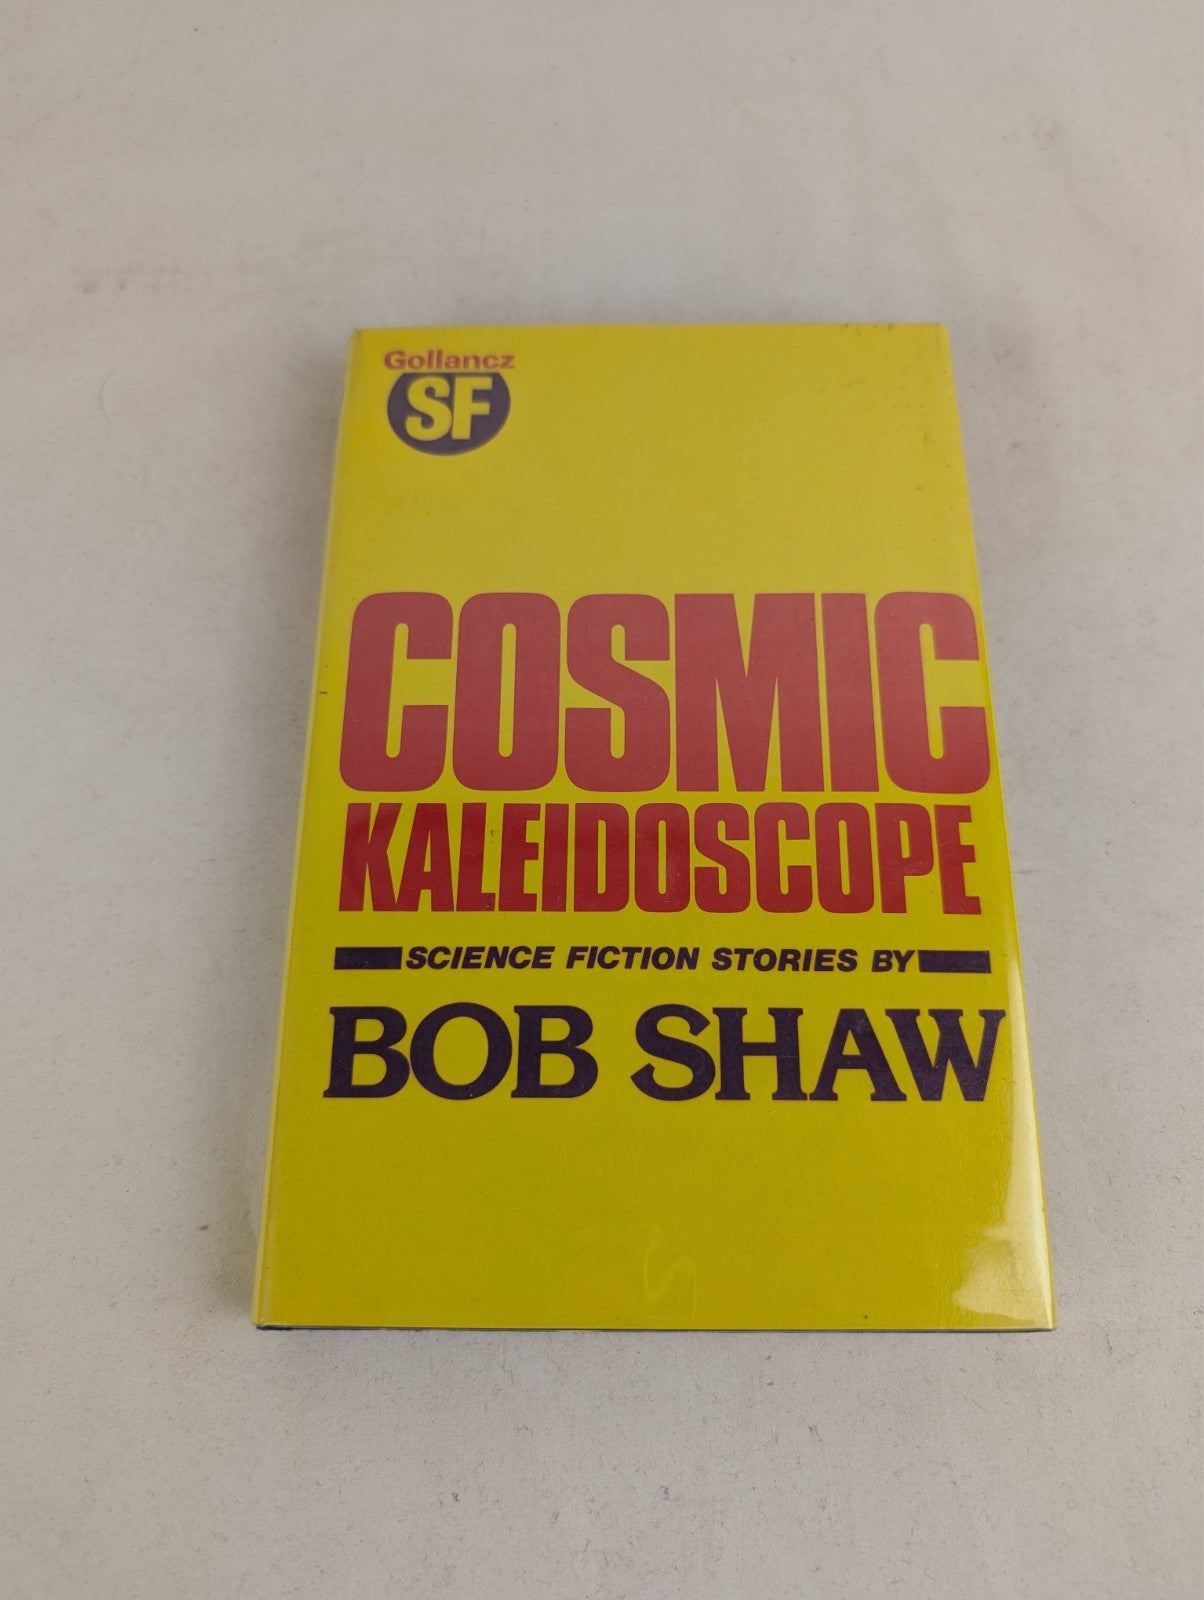 Gollancz
SF
COSMIC
KALEIDOSCOPE
SCIENCE FICTION STORIES BY
BOB SHAW